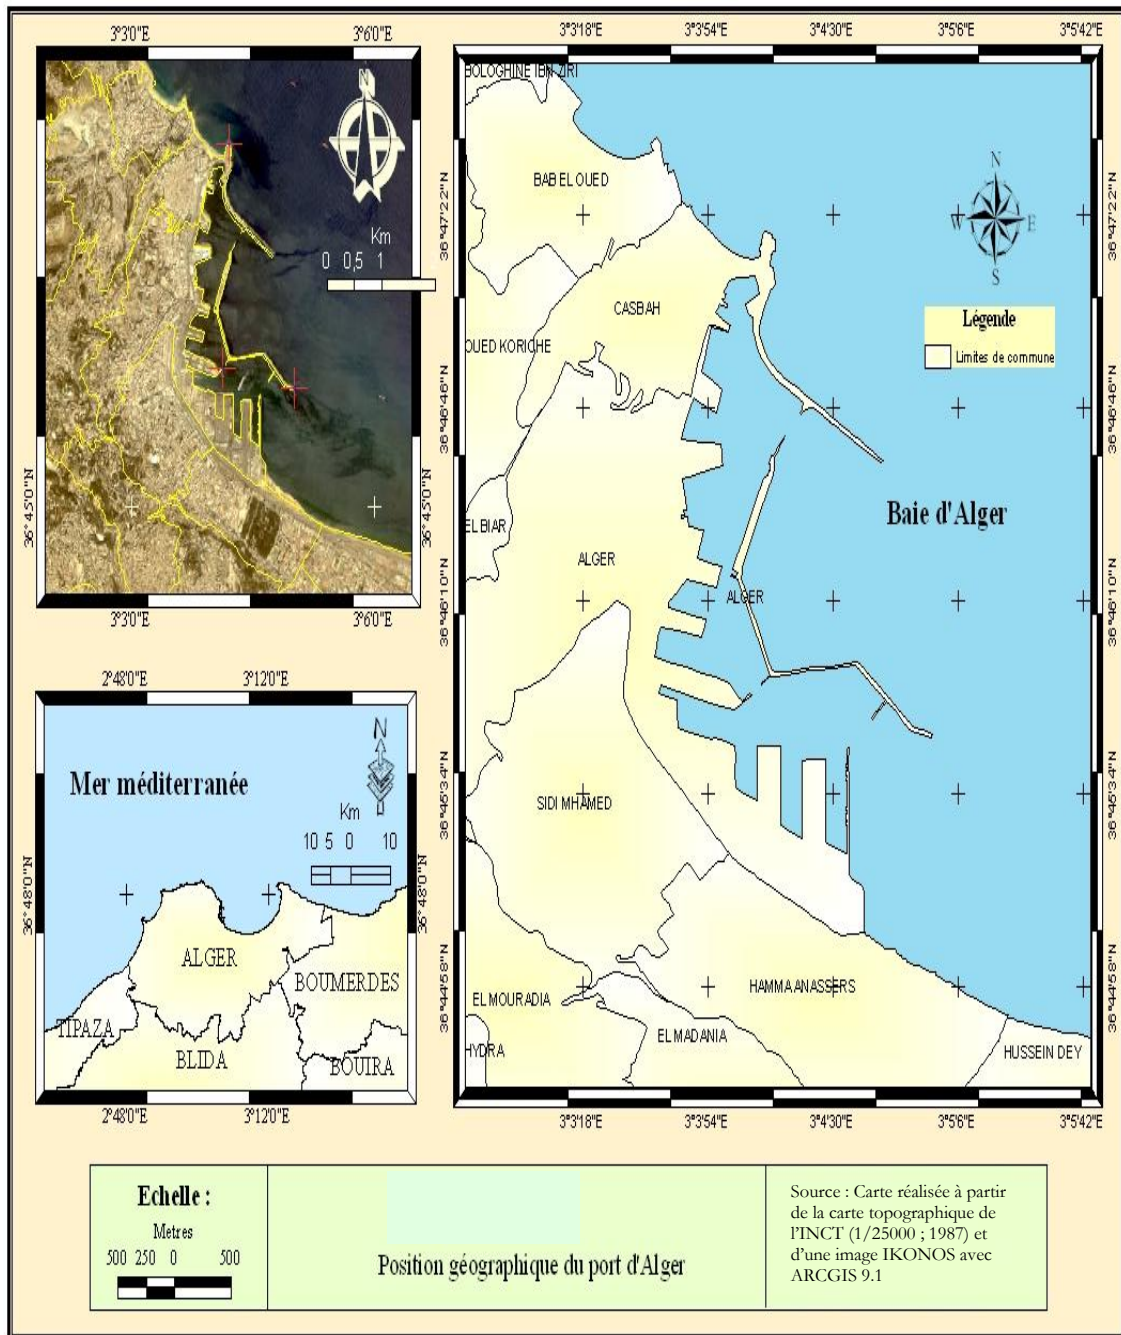 3°3'0"E 3°6'0"E
N
Km
0 0,5 1
36°45'0"N
36°45'0"N
3°3'0"E 3°6'0"E
2°48'0"E 3°12'0"E
Mer méditerranée
N
Km
10 5 0 10
36°48'0"N
36°48'0"N
ALGER
BOUMERDES
TIPAZA
BLIDA
BOUIRA
2°48'0"E 3°12'0"E
3°3'18"E 3°3'54"E 3°4'30"E 3°5'6"E 3°5'42"E
BOLOGHINE IBN ZIRI
BAB EL OUED
N
W E
S
36°47'22"N
36°47'22"N
CASBAH
Légende
Limites de commune
OUED KORICHE
36°46'46"N
36°46'46"N
Baie d'Alger
EL BIAR
ALGER
ALGER
36°46'10"N
36°46'10"N
SIDI MHAMED
36°45'34"N
36°45'34"N
HAMMA ANASSERS
EL MOURADIA
EL MADANIA
HYDRA
HUSSEIN DEY
36°44'58"N
36°44'58"N
3°3'18"E 3°3'54"E 3°4'30"E 3°5'6"E 3°5'42"E
Echelle :
Metres
500 250 0 500
Position géographique du port d'Alger
Source : Carte réalisée à partir
de la carte topographique de
l'INCT (1/25000 ; 1987) et
d'une image IKONOS avec
ARCGIS 9.1